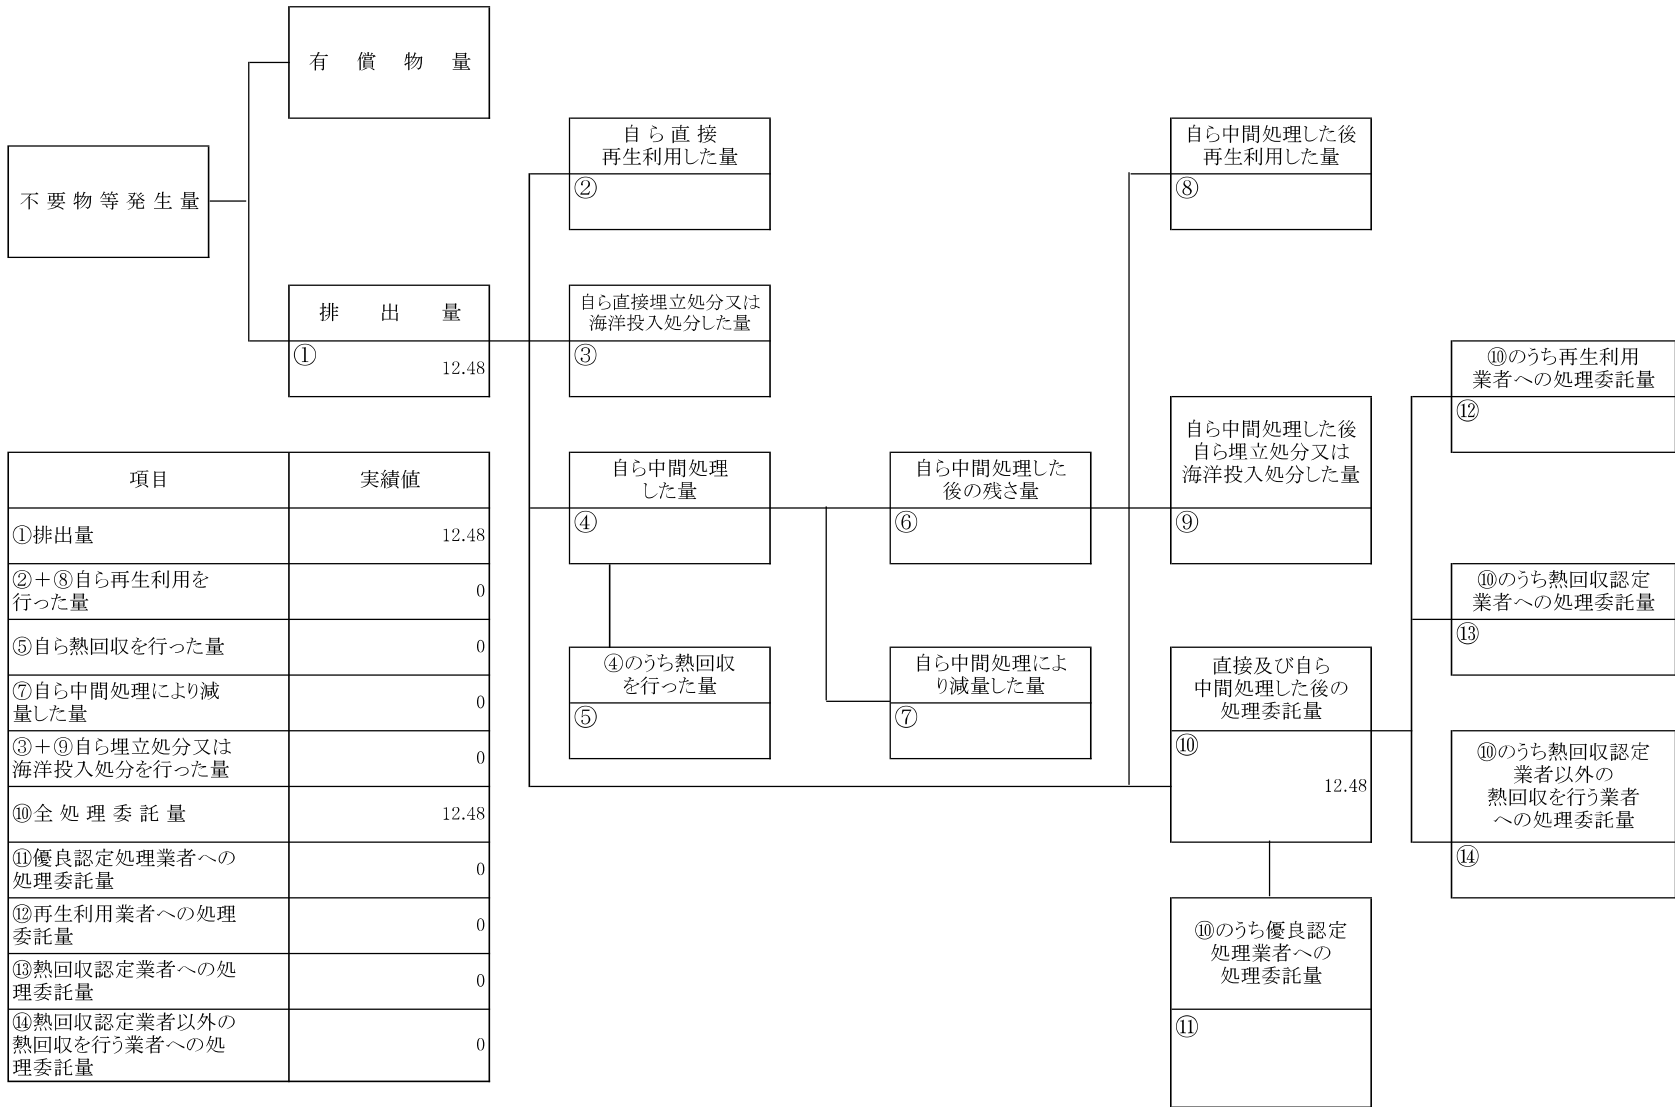 有 償 物 量
不 要 物 等 発 生 量
排 出 量
①
12.48
自 ら 直 接
再生利用した量
②
自ら直接埋立処分又は
海洋投入処分した量
③
自ら中間処理
した量
④
④のうち熱回収
を行った量
⑤
自ら中間処理した
後の残さ量
⑥
自ら中間処理によ
り減量した量
⑦
自ら中間処理した後
再生利用した量
⑧
自ら中間処理した後
自ら埋立処分又は
海洋投入処分した量
⑨
直接及び自ら
中間処理した後の
処理委託量
⑩
12.48
⑩のうち優良認定
処理業者への
処理委託量
⑪
⑩のうち再生利用
業者への処理委託量
⑫
⑩のうち熱回収認定
業者への処理委託量
⑬
⑩のうち熱回収認定
業者以外の
熱回収を行う業者
への処理委託量
⑭
項目 実績値
①排出量 12.48
②+⑧自ら再生利用を
行った量 0
⑤自ら熱回収を行った量 0
⑦自ら中間処理により減
量した量 0
③+⑨自ら埋立処分又は
海洋投入処分を行った量 0
⑩全 処 理 委 託 量 12.48
⑪優良認定処理業者への
処理委託量 0
⑫再生利用業者への処理
委託量 0
⑬熱回収認定業者への処
理委託量 0
⑭熱回収認定業者以外の
熱回収を行う業者への処
理委託量 0